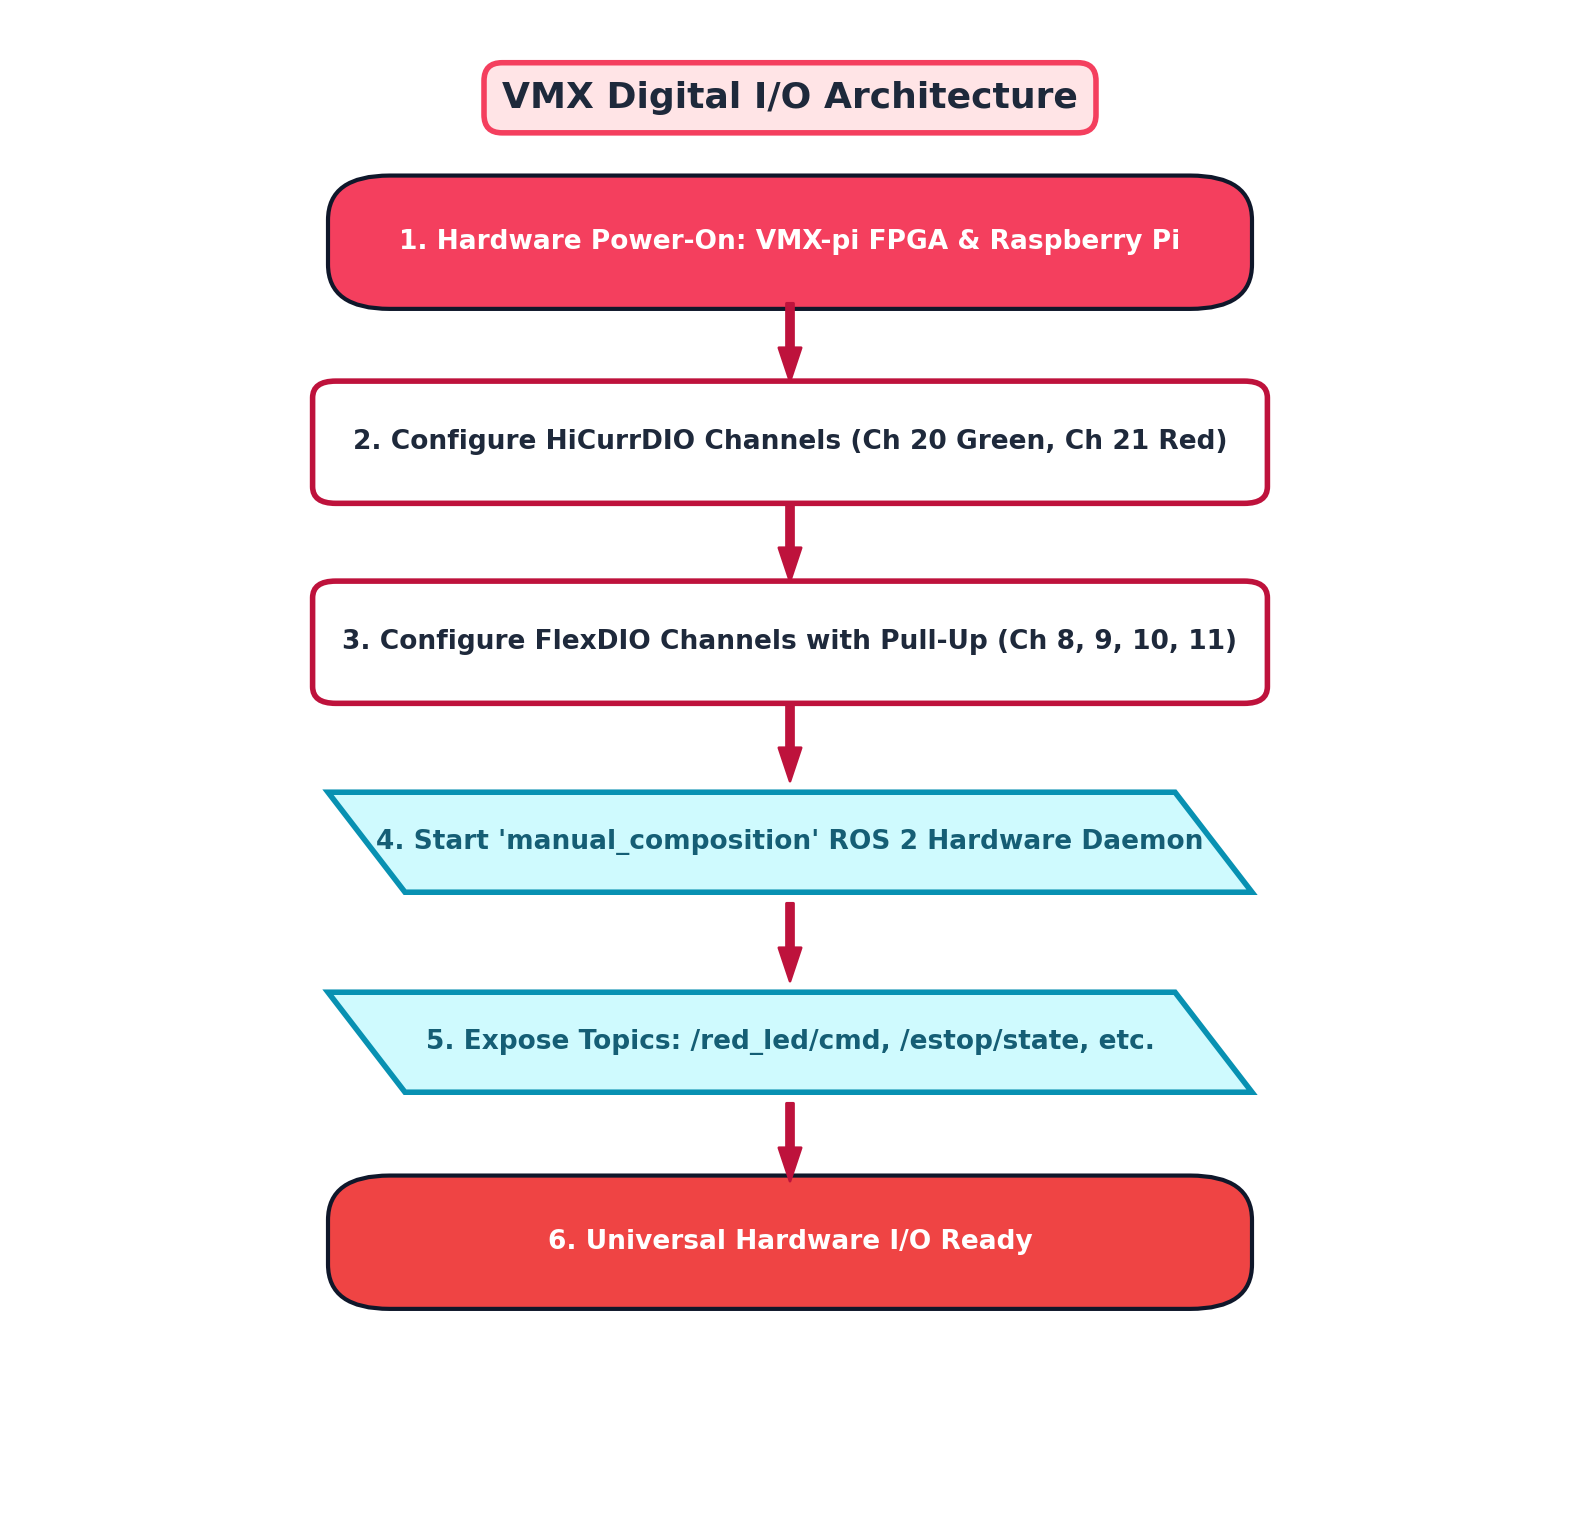 VMX Digital I/O Architecture
1. Hardware Power-On: VMX-pi FPGA & Raspberry Pi
2. Configure HiCurrDIO Channels (Ch 20 Green, Ch 21 Red)
3. Configure FlexDIO Channels with Pull-Up (Ch 8, 9, 10, 11)
4. Start 'manual_composition' ROS 2 Hardware Daemon
5. Expose Topics: /red_led/cmd, /estop/state, etc.
6. Universal Hardware I/O Ready